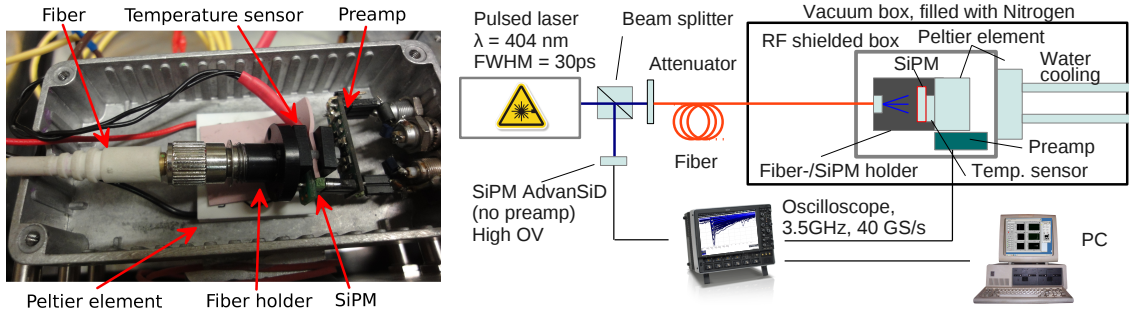 Fiber
Temperature sensor
Preamp
Peltier element
Fiber holder
SiPM
Pulsed laser
λ = 404 nm
FWHM = 30ps
Beam splitter
Attenuator
Fiber
SiPM AdvanSiD
(no preamp)
High OV
Vacuum box, filled with Nitrogen
RF shielded box
Peltier element
SiPM
Water
cooling
Preamp
Fiber-/SiPM holder
Temp. sensor
Oscilloscope,
3.5GHz, 40 GS/s
PC